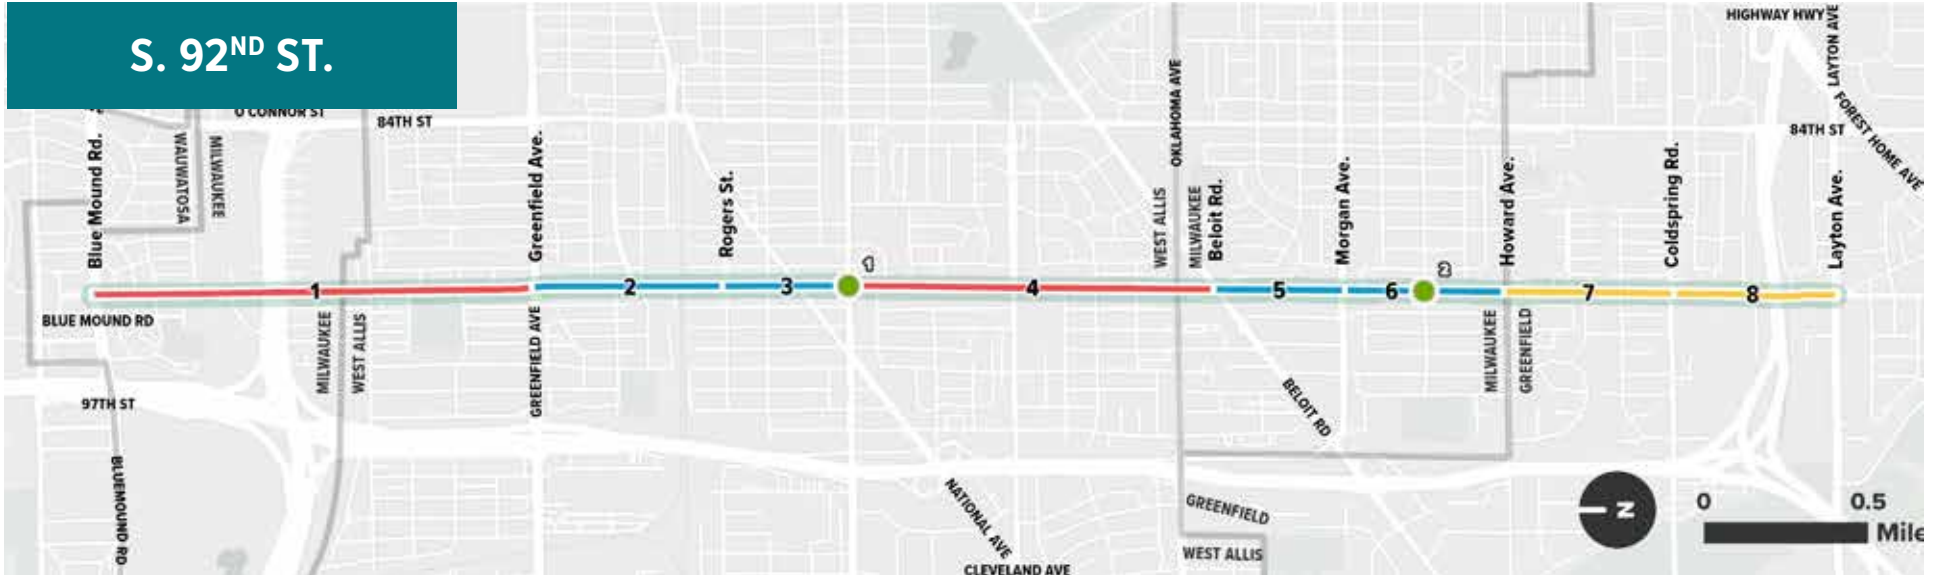 S. 92ND ST.
HIGHWAY HWY
LAYTON AVE
FOREST HOME AVE
O'CONNOR ST
84TH ST
84TH ST
OKLAHOMA AVE
WAUWATOSA
MILWAUKEE
Blue Mound Rd.
Greenfield Ave.
Rogers St.
WEST ALLIS
MILWAUKEE
Beloit Rd.
Morgan Ave.
Howard Ave.
Coldspring Rd.
Layton Ave.
1
2
3
1
4
5
6
2
7
8
BLUE MOUND RD
MILWAUKEE
WEST ALLIS
GREENFIELD AVE
MILWAUKEE
GREENFIELD
97TH ST
BELOIT RD
BLUEMOUND RD
NATIONAL AVE
CLEVELAND AVE
GREENFIELD
WEST ALLIS
N
0 0.5
Mile